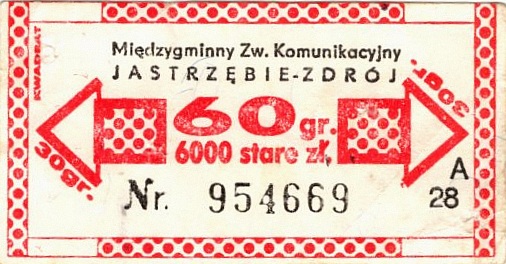 KWADRAT
Międzygminny Zw. Komunikacyjny
JASTRZĘBIE-ZDRÓJ
60 gr.
6000 stare zł.
30gr.
30gr.
Nr. 954669
A
28